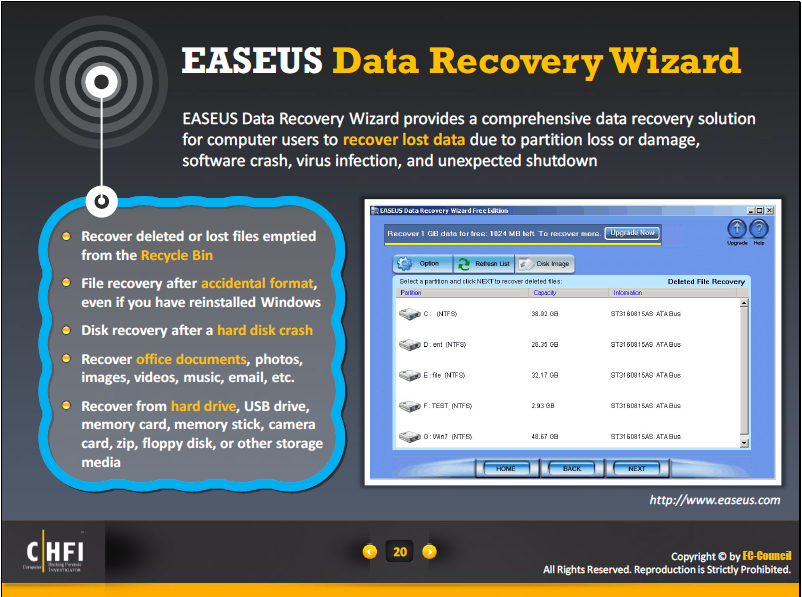 EASEUS Data Recovery Wizard
EASEUS Data Recovery Wizard provides a comprehensive data recovery solution
for computer users to recover lost data due to partition loss or damage,
software crash, virus infection, and unexpected shutdown
Recover deleted or lost files emptied
from the Recycle Bin
File recovery after accidental format,
even if you have reinstalled Windows
Disk recovery after a hard disk crash
Recover office documents, photos,
images, videos, music, email, etc.
Recover from hard drive, USB drive,
memory card, memory stick, camera
card, zip, floppy disk, or other storage
media
EASEUS Data Recovery Wizard Free Edition
Recover 1 GB data for free: 1024 MB left. To recover more. Upgrade Now
Upgrade Help
Option Refresh List Disk Image
Select a partition and click NEXT to recover deleted files: Deleted File Recovery
Partition Capacity Information
C: (NTFS) 38.92 GB ST3160815AS ATA Bus
D: ent (NTFS) 26.35 GB ST3160815AS ATA Bus
E: file (NTFS) 32.17 GB ST3160815AS ATA Bus
F: TEST (NTFS) 2.93 GB ST3160815AS ATA Bus
G: Win7 (NTFS) 48.67 GB ST3160815AS ATA Bus
HOME BACK NEXT
http://www.easeus.com
CHFI
Computer Hacking Forensic
INVESTIGATOR
20
Copyright © by EC-Council
All Rights Reserved. Reproduction is Strictly Prohibited.